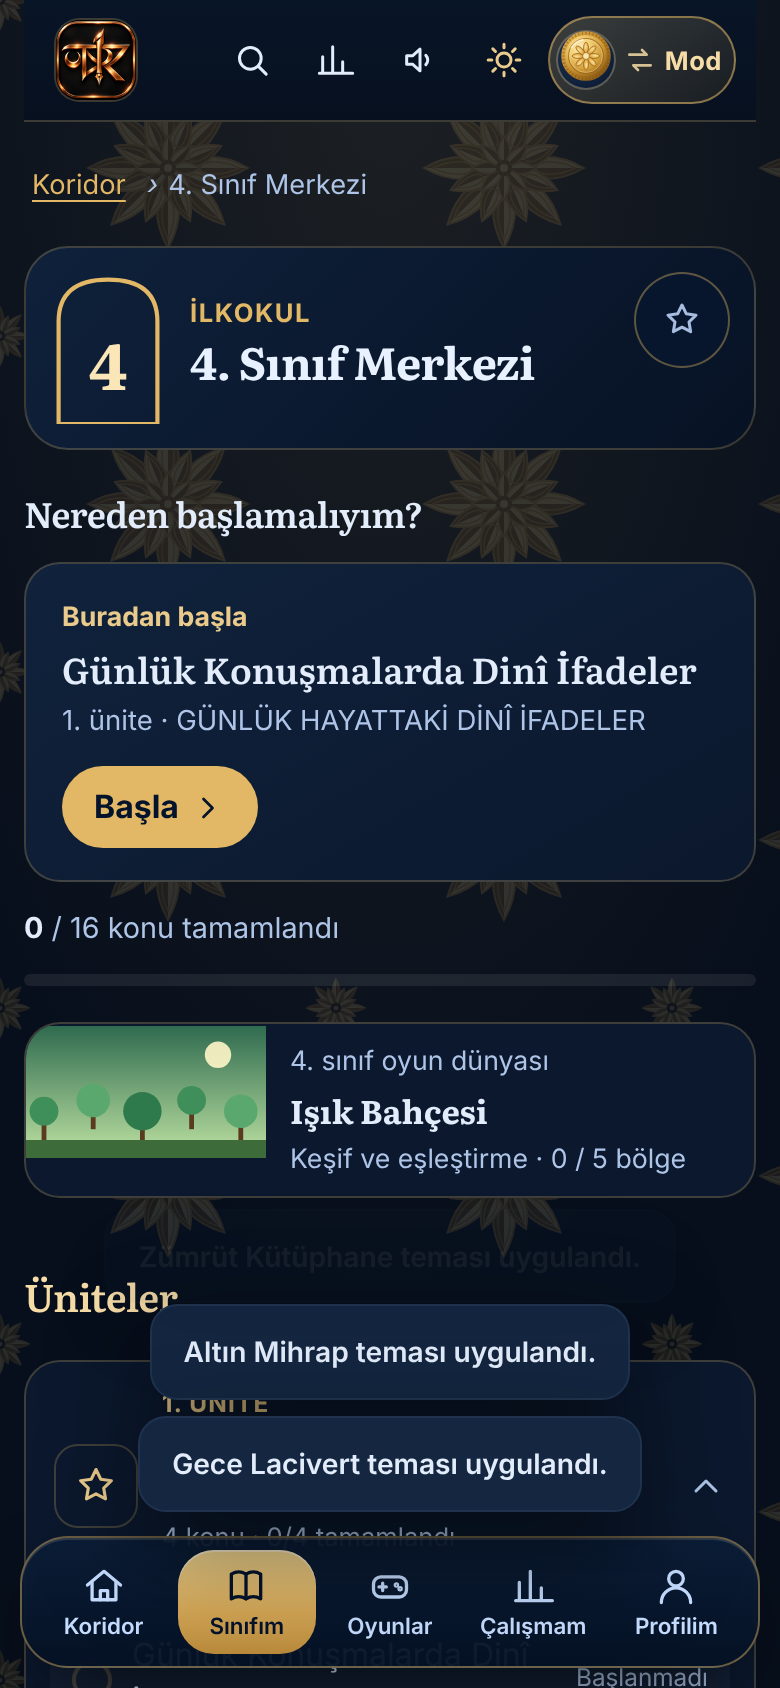 Mod
Koridor › 4. Sınıf Merkezi
4
İLKOKUL
4. Sınıf Merkezi
Nereden başlamalıyım?
Buradan başla
Günlük Konuşmalarda Dinî İfadeler
1. ünite · GÜNLÜK HAYATTAKİ DİNÎ İFADELER
Başla
0 / 16 konu tamamlandı
4. sınıf oyun dünyası
Işık Bahçesi
Keşif ve eşleştirme · 0 / 5 bölge
Zümrüt Kütüphane teması uygulandı.
Üniteler
Altın Mihrap teması uygulandı.
1. ÜNİTE
Gece Lacivert teması uygulandı.
4 konu · 0/4 tamamlandı
Koridor
Sınıfım
Oyunlar
Çalışmam
Profilim
Günlük Konuşmalarda Dinî
Başlanmadı